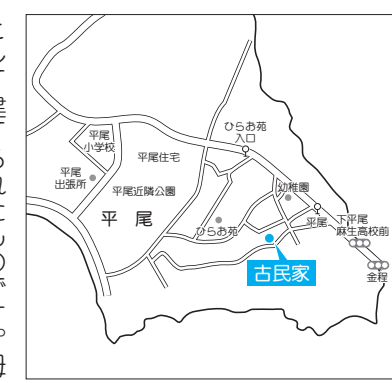 ひらお苑
入口
平尾
小学校
平尾住宅
平尾
出張所
平尾近隣公園
幼稚園
平尾
ひらお苑
平尾
下平尾
麻生高校前
古民家
金程